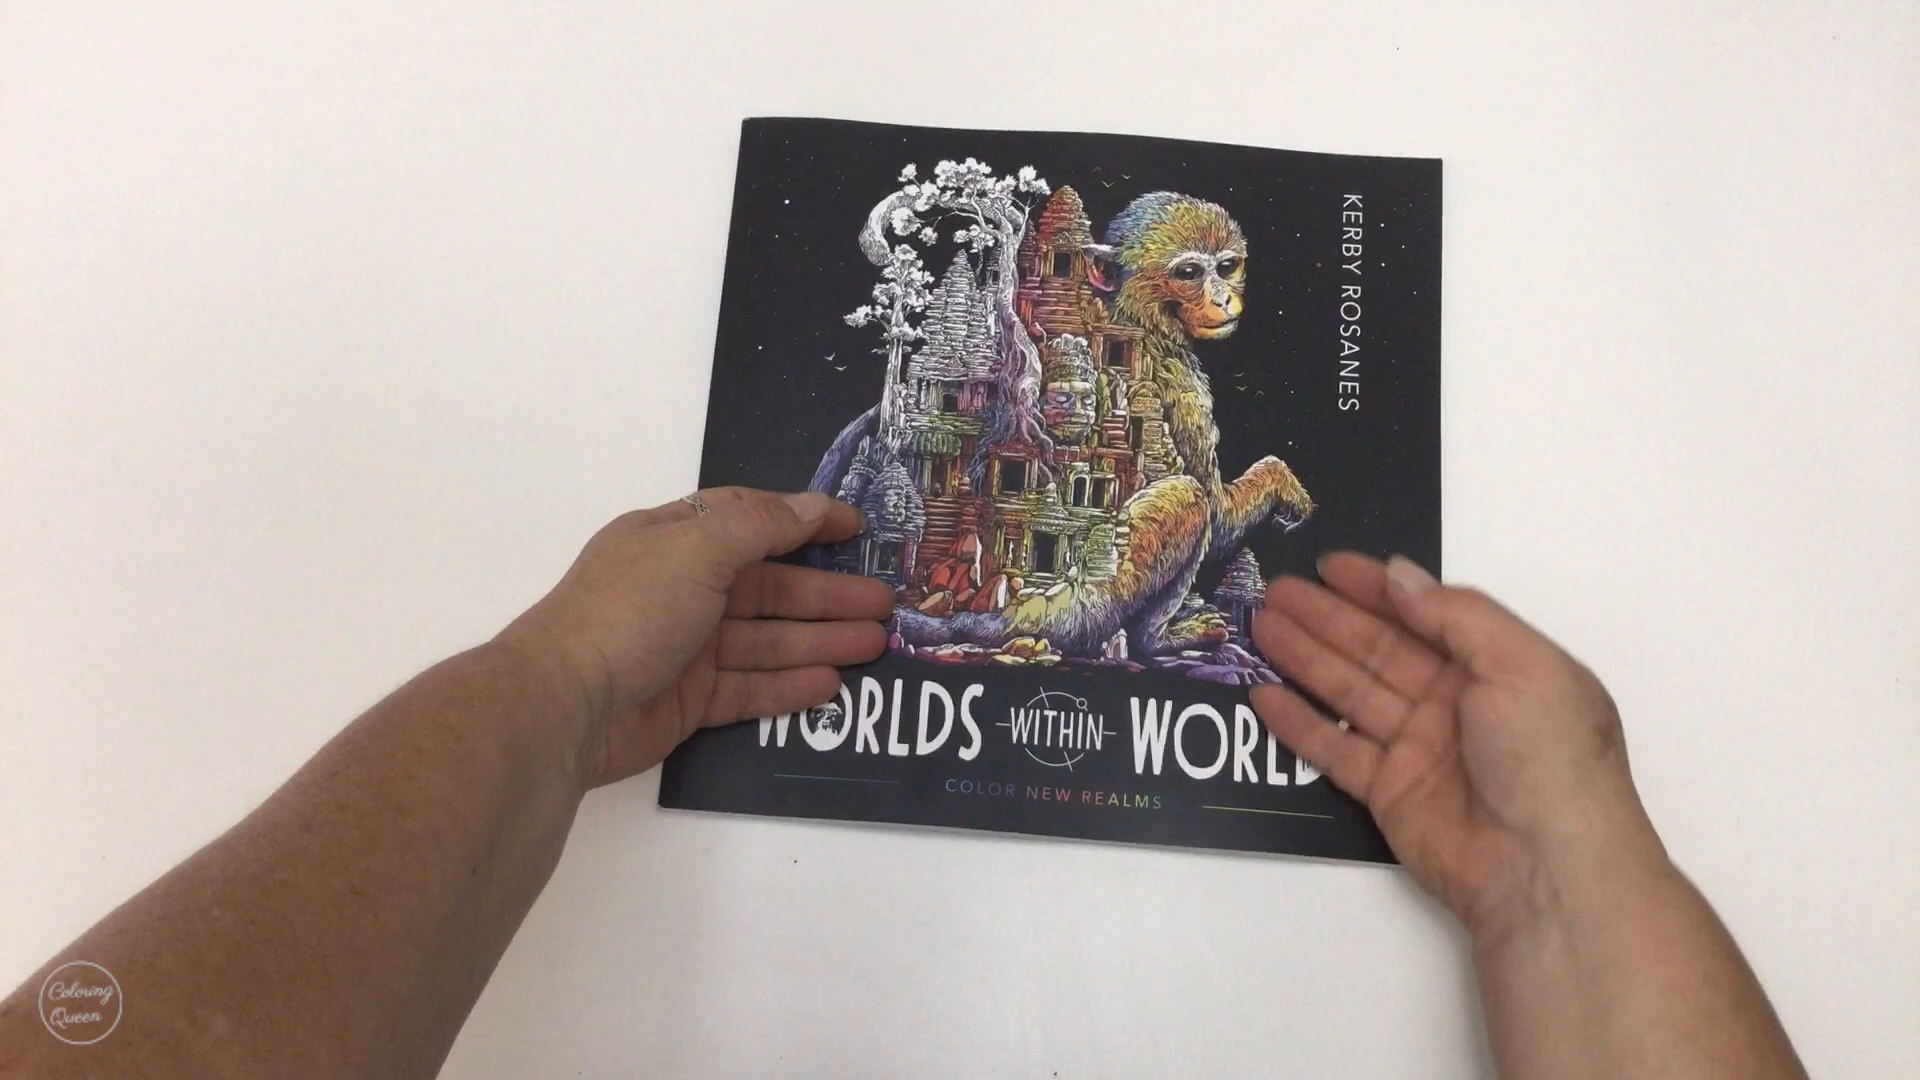 KERBY ROSANES
WORLDS
WITHIN
WORLD
COLOR NEW REALMS
Coloring
Queen